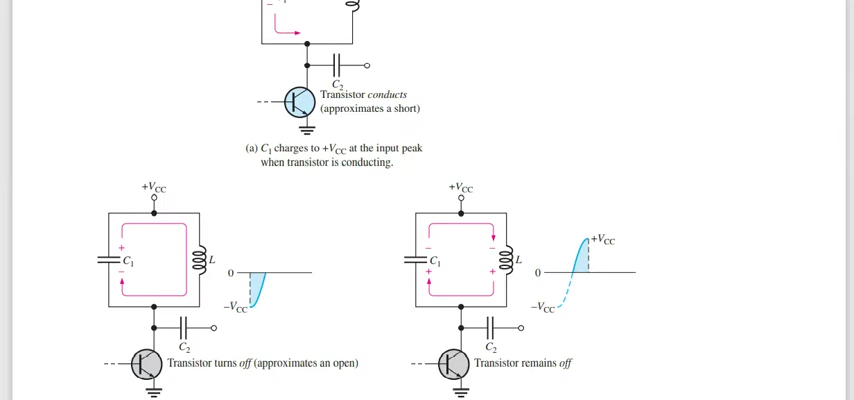 C2
Transistor conducts
(approximates a short)
(a) C1 charges to +VCC at the input peak
when transistor is conducting.
+VCC
+
C1
−
L
0
−VCC
C2
Transistor turns off (approximates an open)
+VCC
− −
C1
+ +
L
+VCC
0
−VCC
C2
Transistor remains off